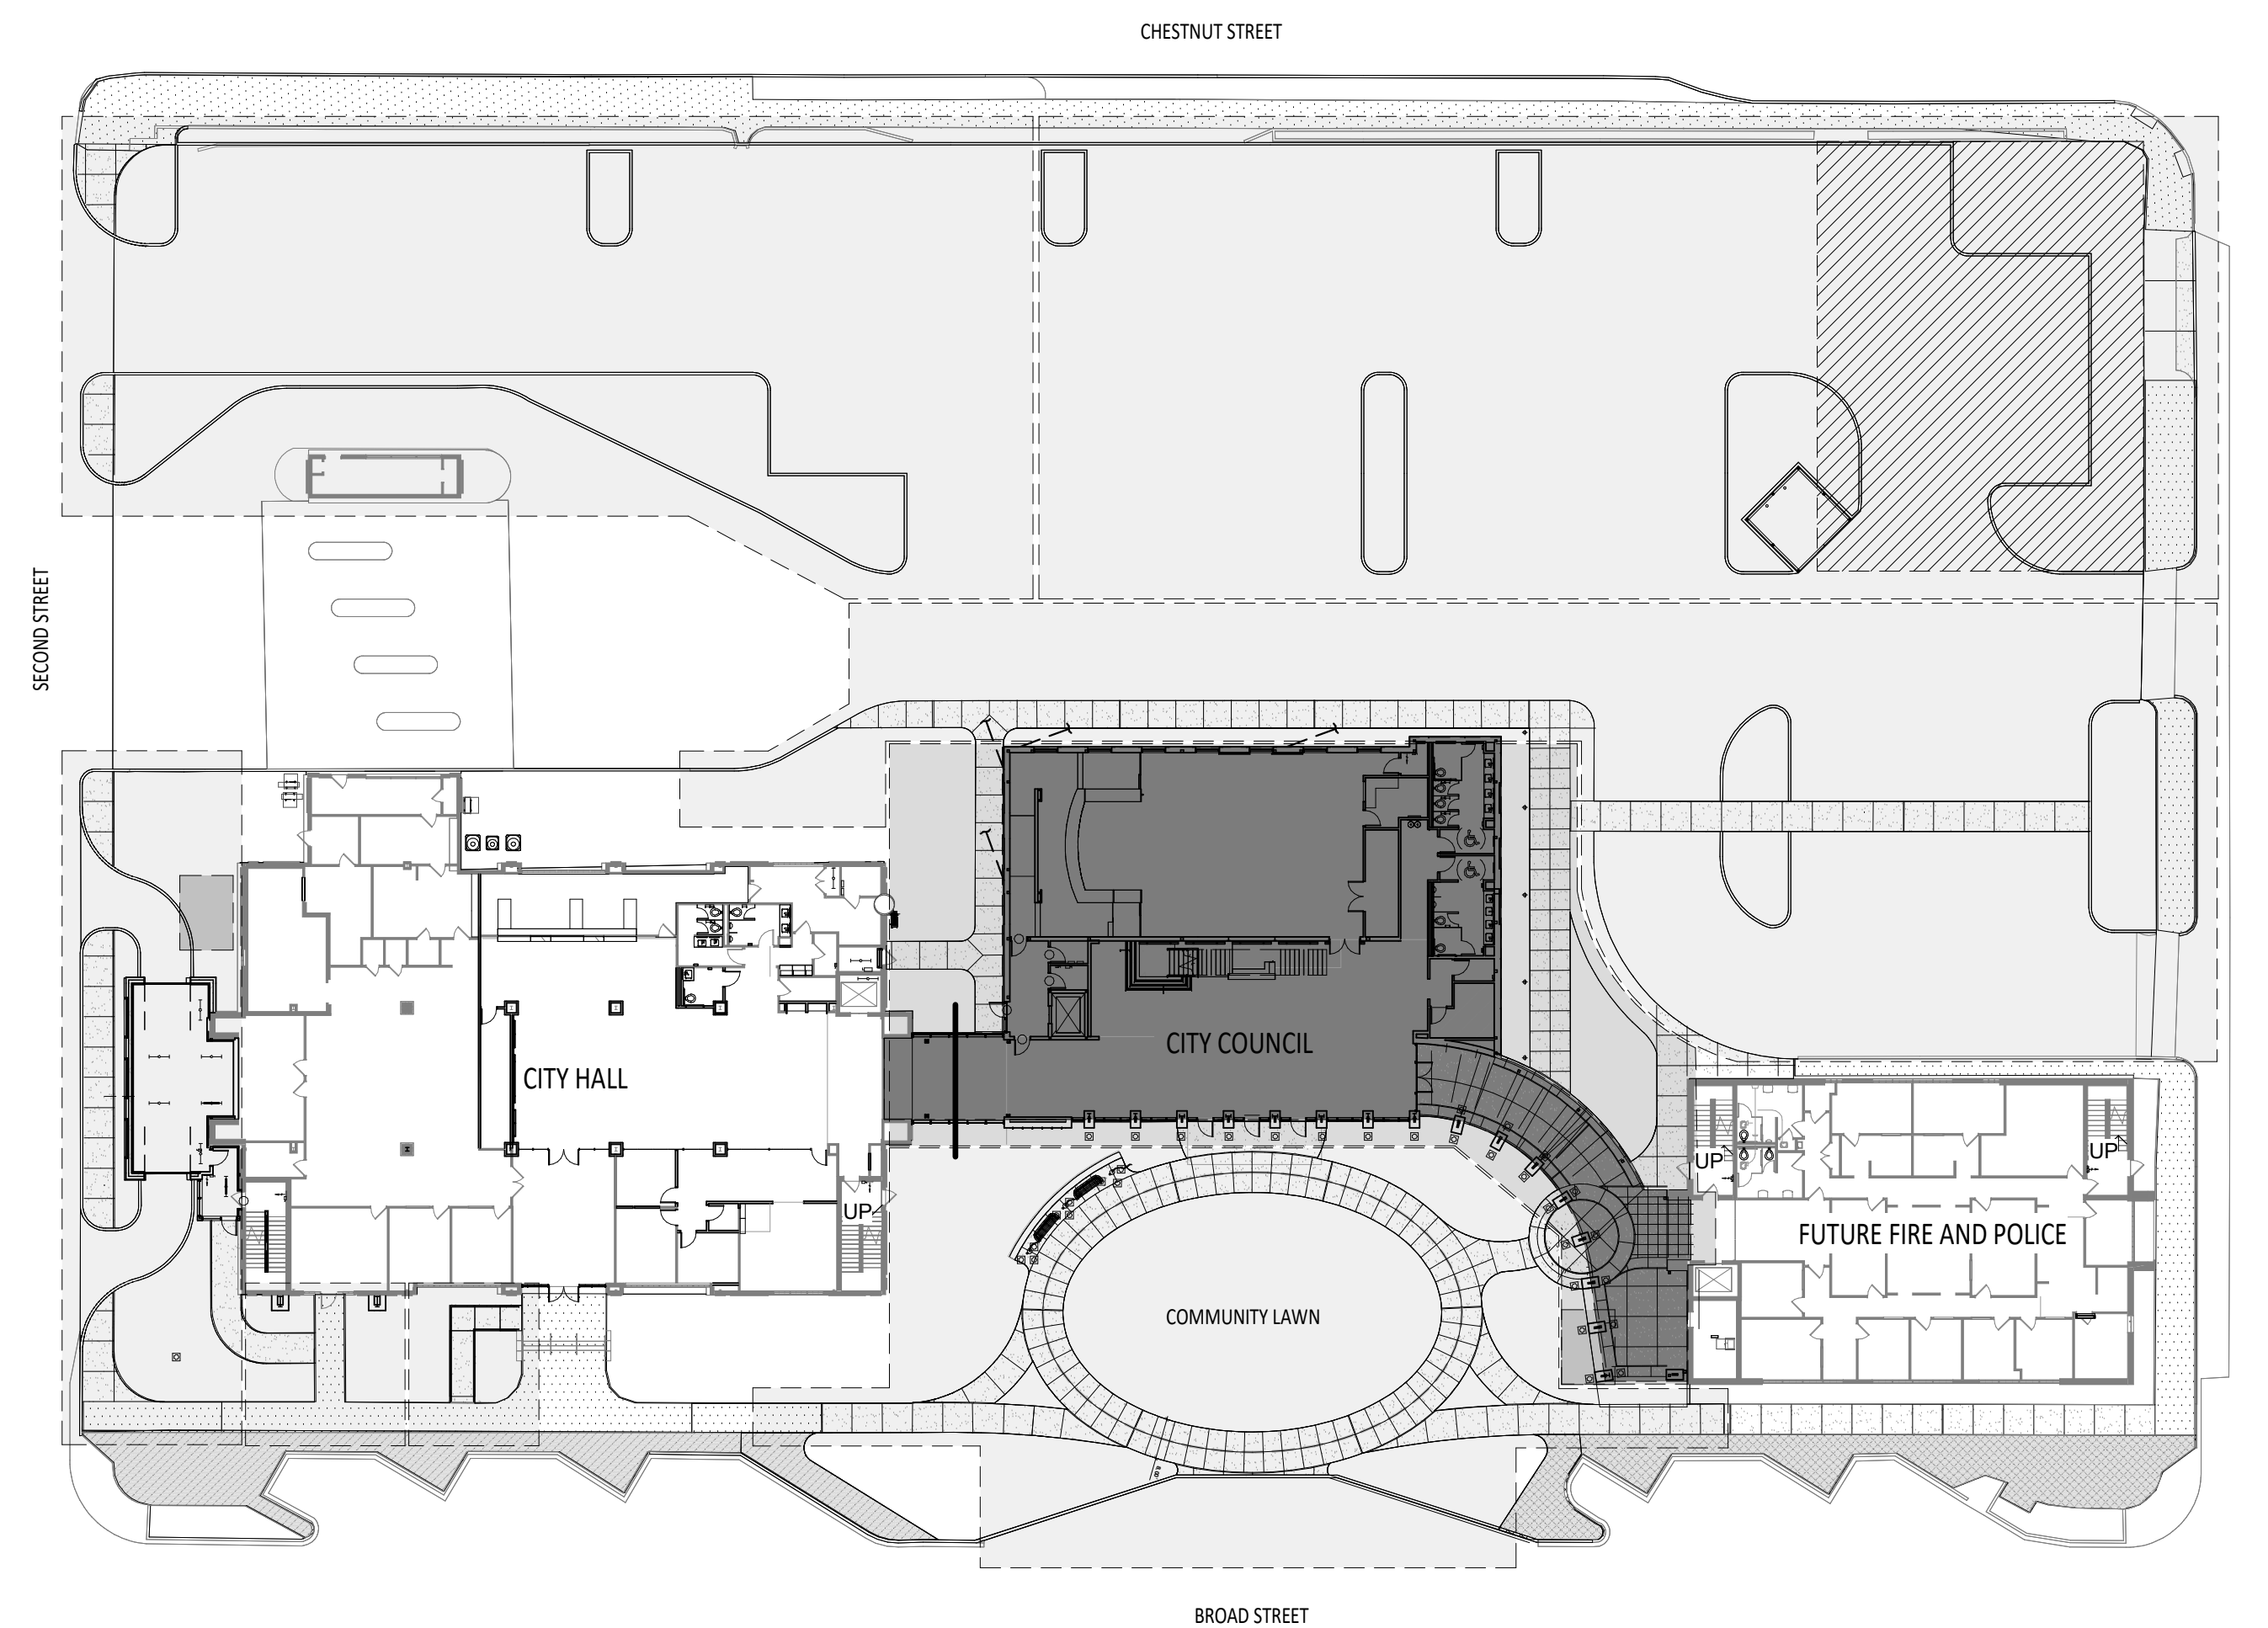 CHESTNUT STREET
SECOND STREET
CITY COUNCIL
CITY HALL
UP
UP
UP
FUTURE FIRE AND POLICE
COMMUNITY LAWN
BROAD STREET